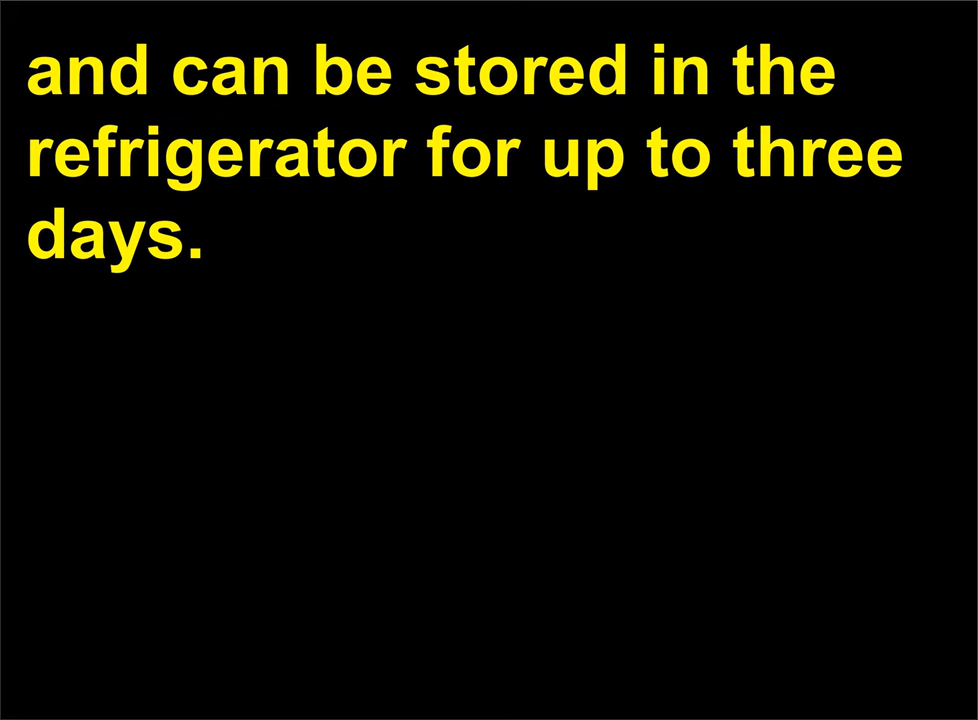 and can be stored in the
refrigerator for up to three
days.